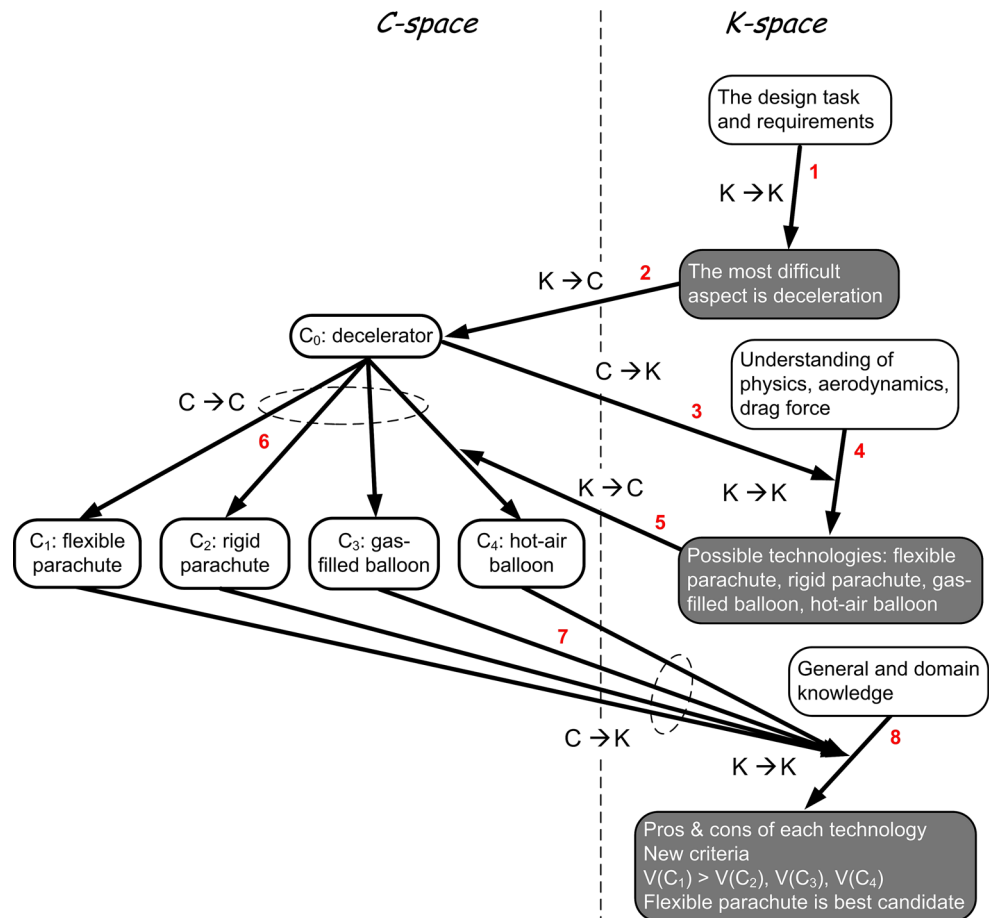 C-space
K-space
The design task
and requirements
1
K → K
The most difficult
aspect is deceleration
2
K → C
C₀: decelerator
C → K
3
Understanding of
physics, aerodynamics,
drag force
4
K → K
C → C
6
K → C
5
C₁: flexible
parachute
C₂: rigid
parachute
C₃: gas-
filled balloon
C₄: hot-air
balloon
Possible technologies: flexible
parachute, rigid parachute, gas-
filled balloon, hot-air balloon
7
C → K
General and domain
knowledge
8
K → K
Pros & cons of each technology
New criteria
V(C₁) > V(C₂), V(C₃), V(C₄)
Flexible parachute is best candidate